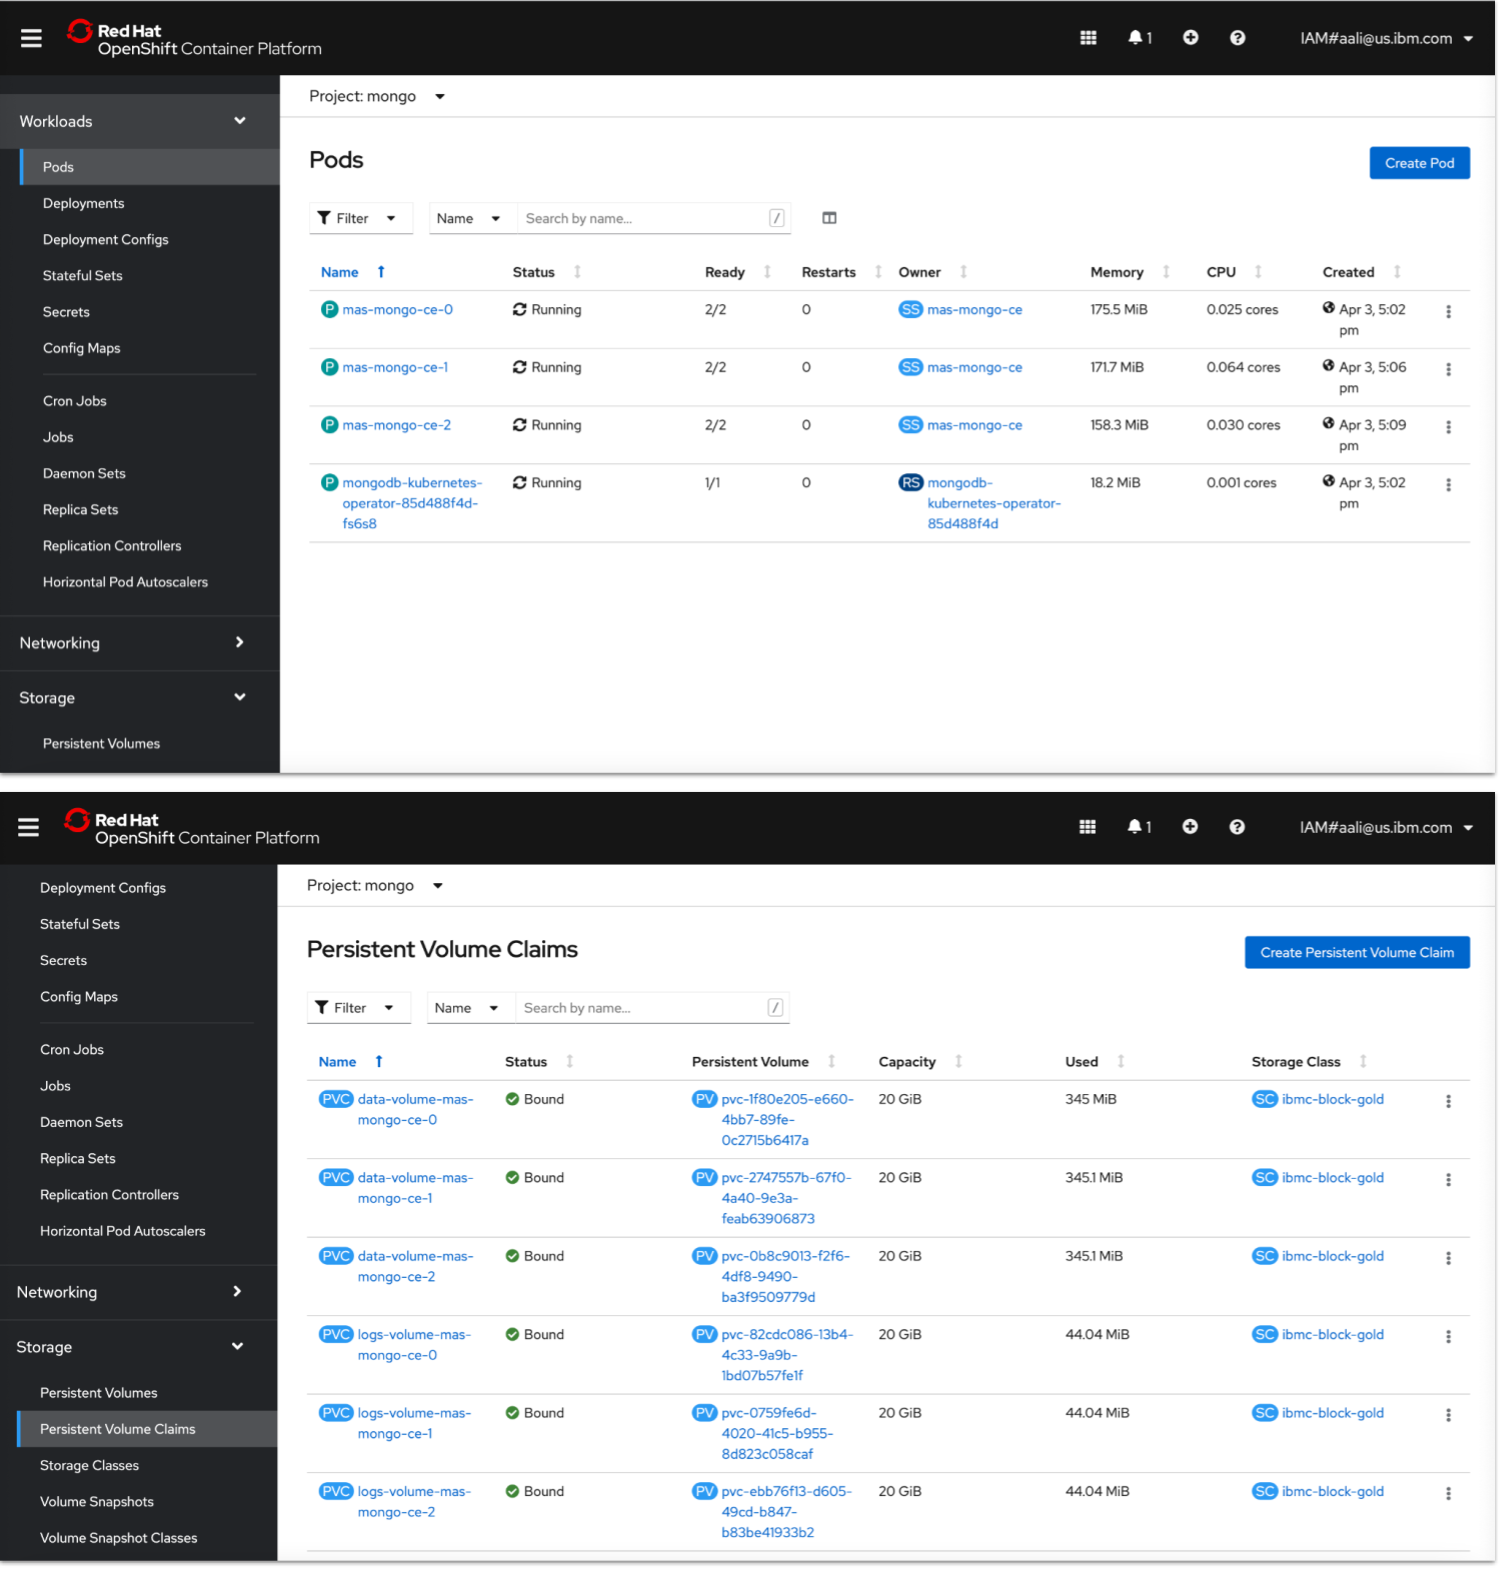 Red Hat
OpenShift Container Platform
1
IAM#aali@us.ibm.com
Workloads
Pods
Deployments
Deployment Configs
Stateful Sets
Secrets
Config Maps
Cron Jobs
Jobs
Daemon Sets
Replica Sets
Replication Controllers
Horizontal Pod Autoscalers
Networking
Storage
Persistent Volumes
Project: mongo
Pods
Create Pod
Filter Name Search by name... /
Name Status Ready Restarts Owner Memory CPU Created
P mas-mongo-ce-0 Running 2/2 0 SS mas-mongo-ce 175.5 MiB 0.025 cores Apr 3, 5:02
pm
P mas-mongo-ce-1 Running 2/2 0 SS mas-mongo-ce 171.7 MiB 0.064 cores Apr 3, 5:06
pm
P mas-mongo-ce-2 Running 2/2 0 SS mas-mongo-ce 158.3 MiB 0.030 cores Apr 3, 5:09
pm
P mongodb-kubernetes- Running 1/1 0 RS mongodb- 18.2 MiB 0.001 cores Apr 3, 5:02
operator-85d488f4d- kubernetes-operator- pm
fs6s8 85d488f4d
Red Hat
OpenShift Container Platform
1
IAM#aali@us.ibm.com
Deployment Configs
Stateful Sets
Secrets
Config Maps
Cron Jobs
Jobs
Daemon Sets
Replica Sets
Replication Controllers
Horizontal Pod Autoscalers
Networking
Storage
Persistent Volumes
Persistent Volume Claims
Storage Classes
Volume Snapshots
Volume Snapshot Classes
Project: mongo
Persistent Volume Claims
Create Persistent Volume Claim
Filter Name Search by name... /
Name Status Persistent Volume Capacity Used Storage Class
PVC data-volume-mas- Bound PV pvc-1f80e205-e660- 20 GiB 345 MiB SC ibmc-block-gold
mongo-ce-0 4bb7-89fe-
0c2715b6417a
PVC data-volume-mas- Bound PV pvc-2747557b-67f0- 20 GiB 345.1 MiB SC ibmc-block-gold
mongo-ce-1 4a40-9e3a-
feab63906873
PVC data-volume-mas- Bound PV pvc-0b8c9013-f2f6- 20 GiB 345.1 MiB SC ibmc-block-gold
mongo-ce-2 4df8-9490-
ba3f9509779d
PVC logs-volume-mas- Bound PV pvc-82cdc086-13b4- 20 GiB 44.04 MiB SC ibmc-block-gold
mongo-ce-0 4c33-9a9b-
1bd07b57fe1f
PVC logs-volume-mas- Bound PV pvc-0759fe6d- 20 GiB 44.04 MiB SC ibmc-block-gold
mongo-ce-1 4020-41c5-b955-
8d823c058caf
PVC logs-volume-mas- Bound PV pvc-ebb76f13-d605- 20 GiB 44.04 MiB SC ibmc-block-gold
mongo-ce-2 49cd-b847-
b83be41933b2